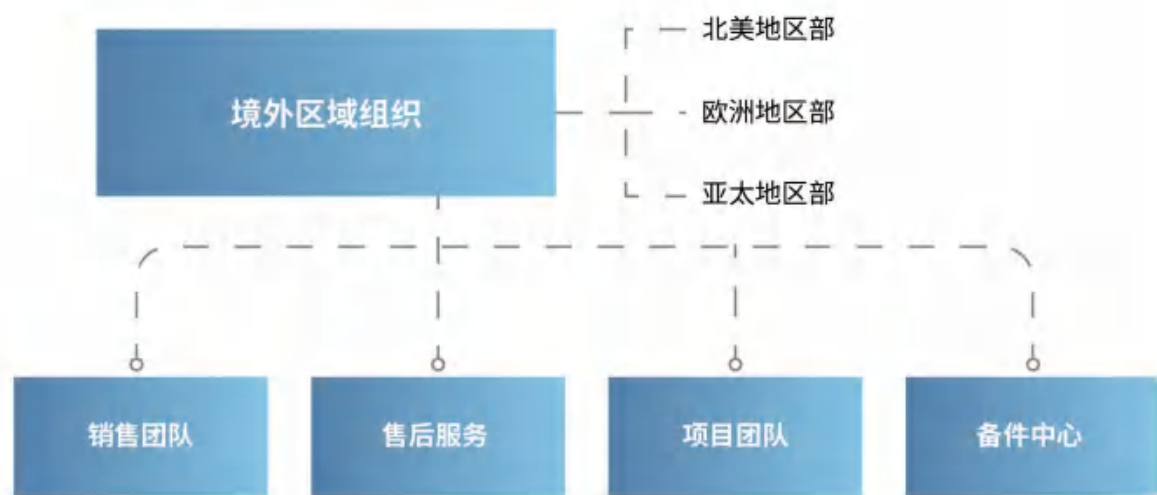 北美地区部
境外区域组织
欧洲地区部
亚太地区部
销售团队
售后服务
项目团队
备件中心